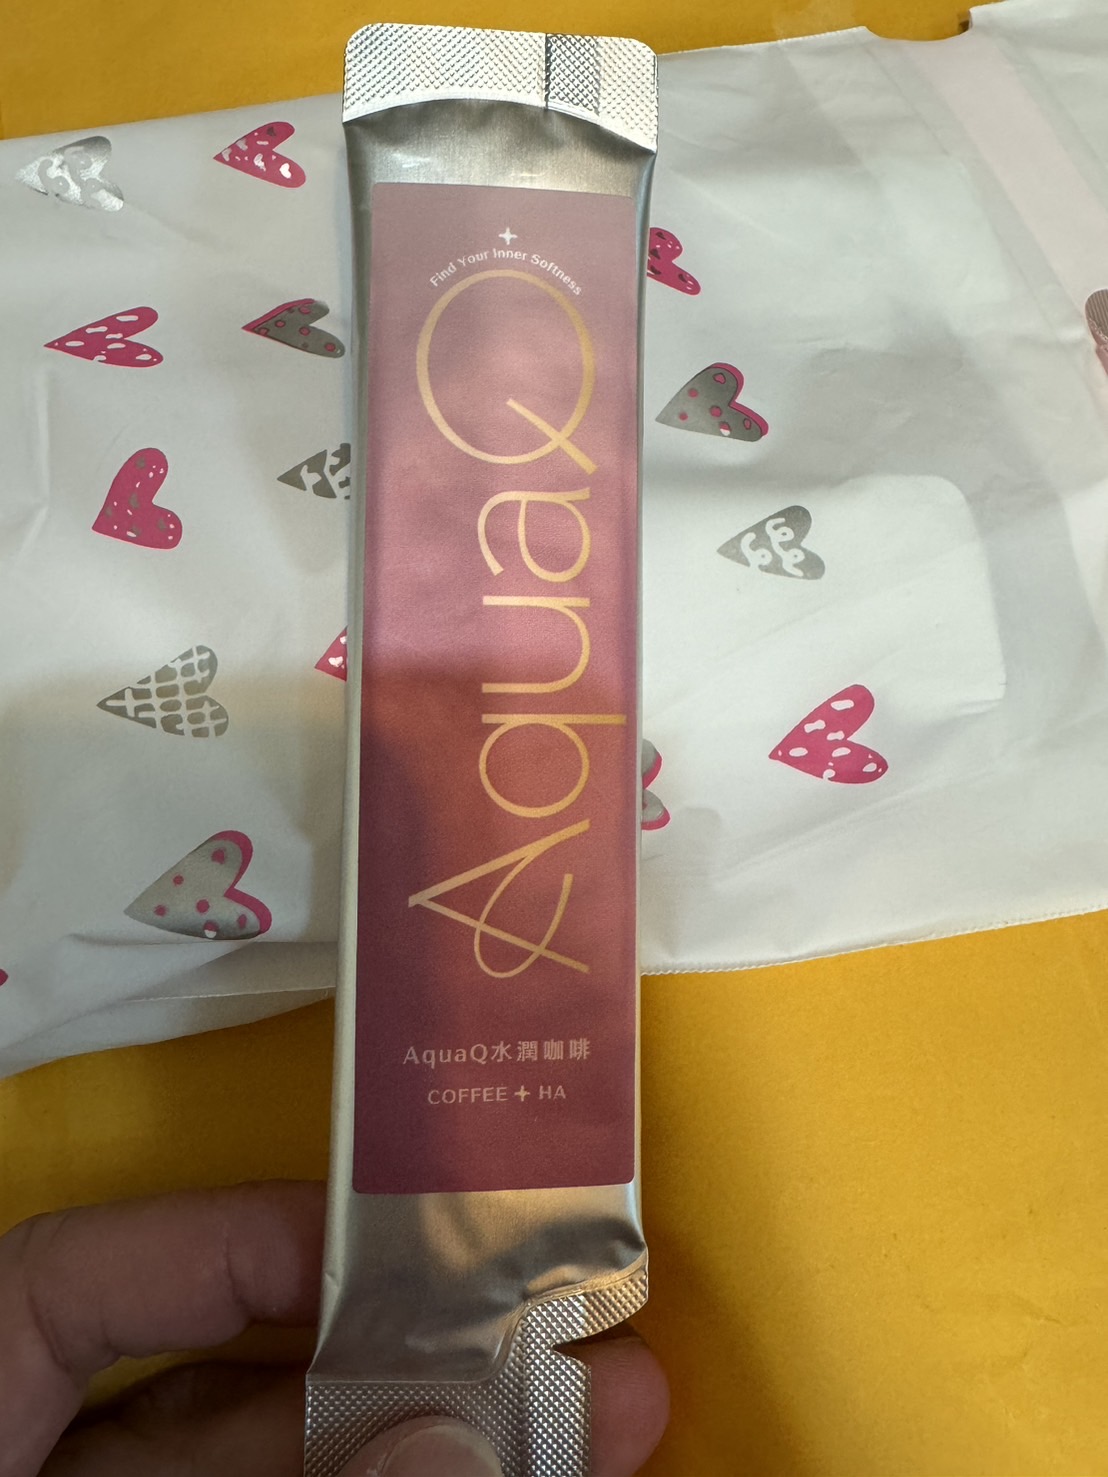 Find Your Inner Softness
AquaQ
AquaQ水潤咖啡
COFFEE + HA